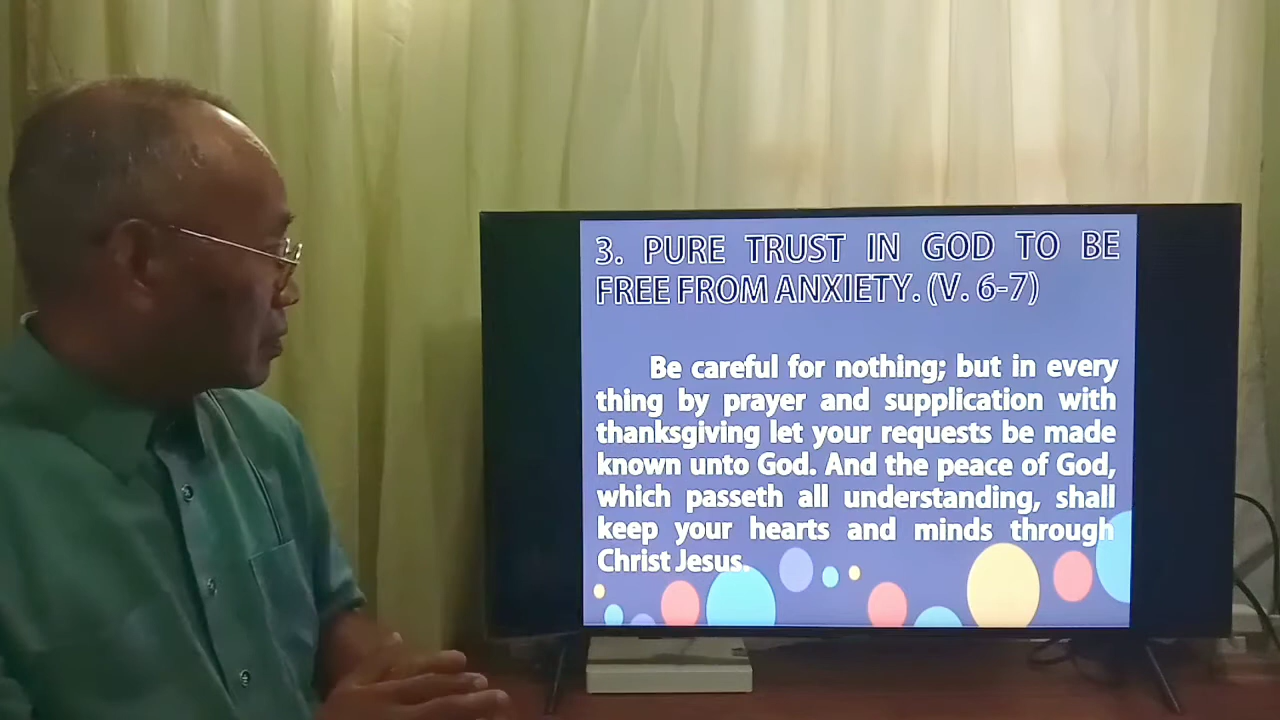 3. PURE TRUST IN GOD TO BE
FREE FROM ANXIETY. (V. 6-7)
Be careful for nothing; but in every
thing by prayer and supplication with
thanksgiving let your requests be made
known unto God. And the peace of God,
which passeth all understanding, shall
keep your hearts and minds through
Christ Jesus.